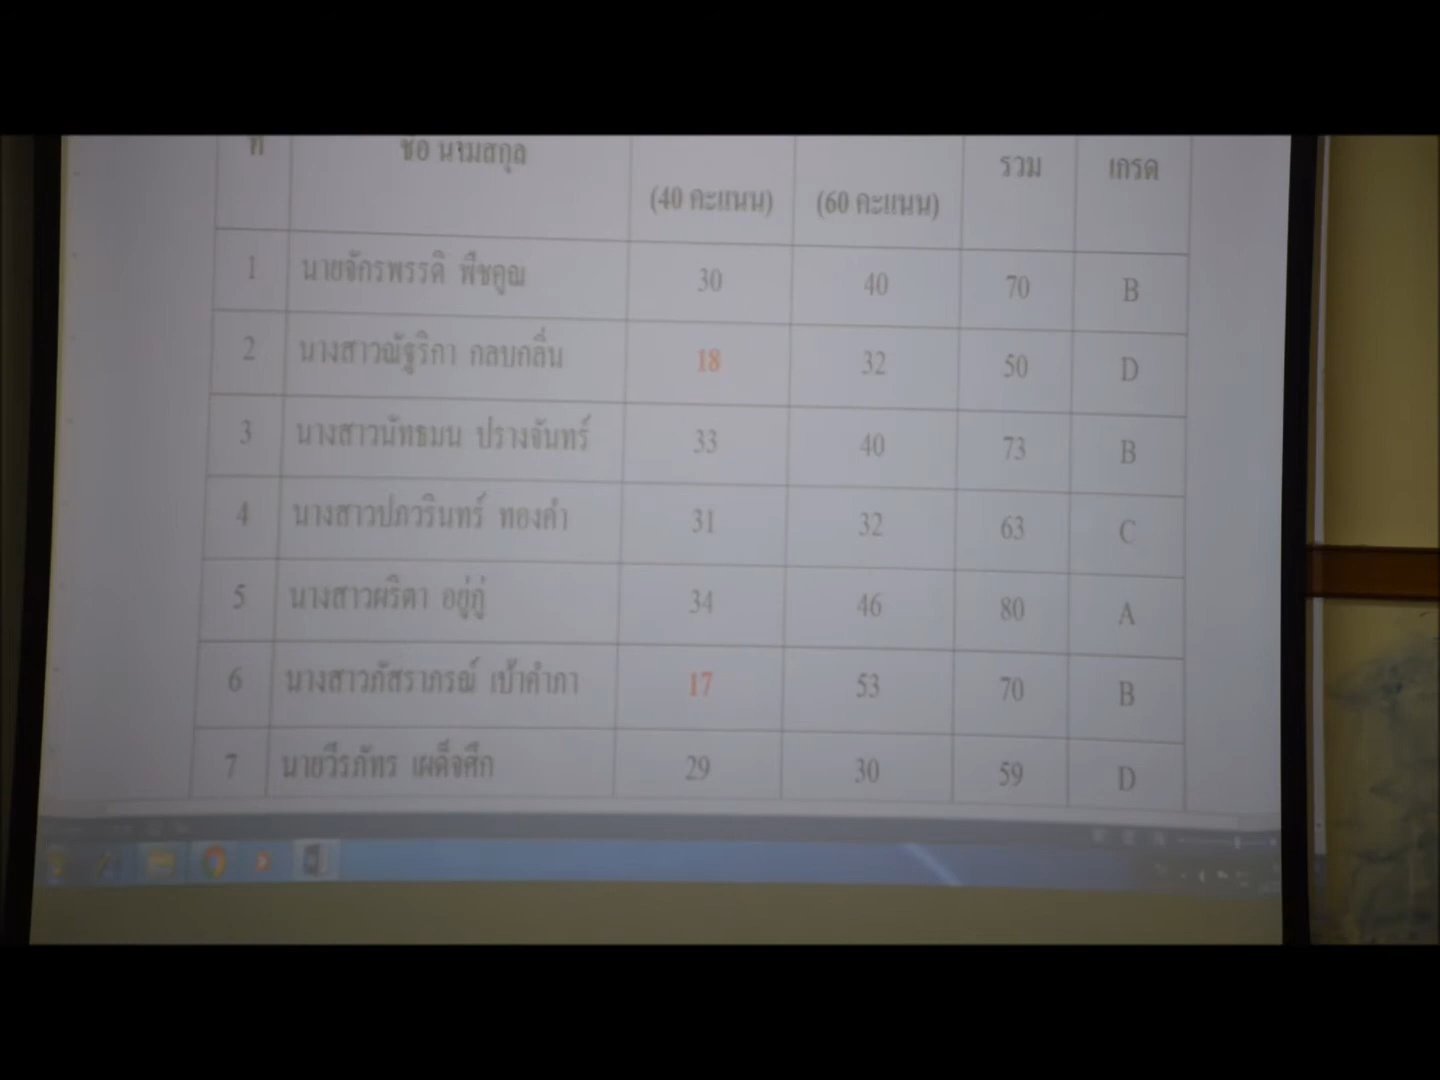 ที่ ชื่อ นามสกุล (40 คะแนน) (60 คะแนน) รวม เกรด
1 นายจักรพรรดิ พืชคูณ 30 40 70 B
2 นางสาวณัฐริกา กลบกลิ่น 18 32 50 D
3 นางสาวนัทธมน ปรางจันทร์ 33 40 73 B
4 นางสาวปภวรินทร์ ทองคำ 31 32 63 C
5 นางสาวผริตา อยู่ภู่ 34 46 80 A
6 นางสาวภัสราภรณ์ เป้าคำภา 17 53 70 B
7 นายวีรภัทร เผด็จศึก 29 30 59 D